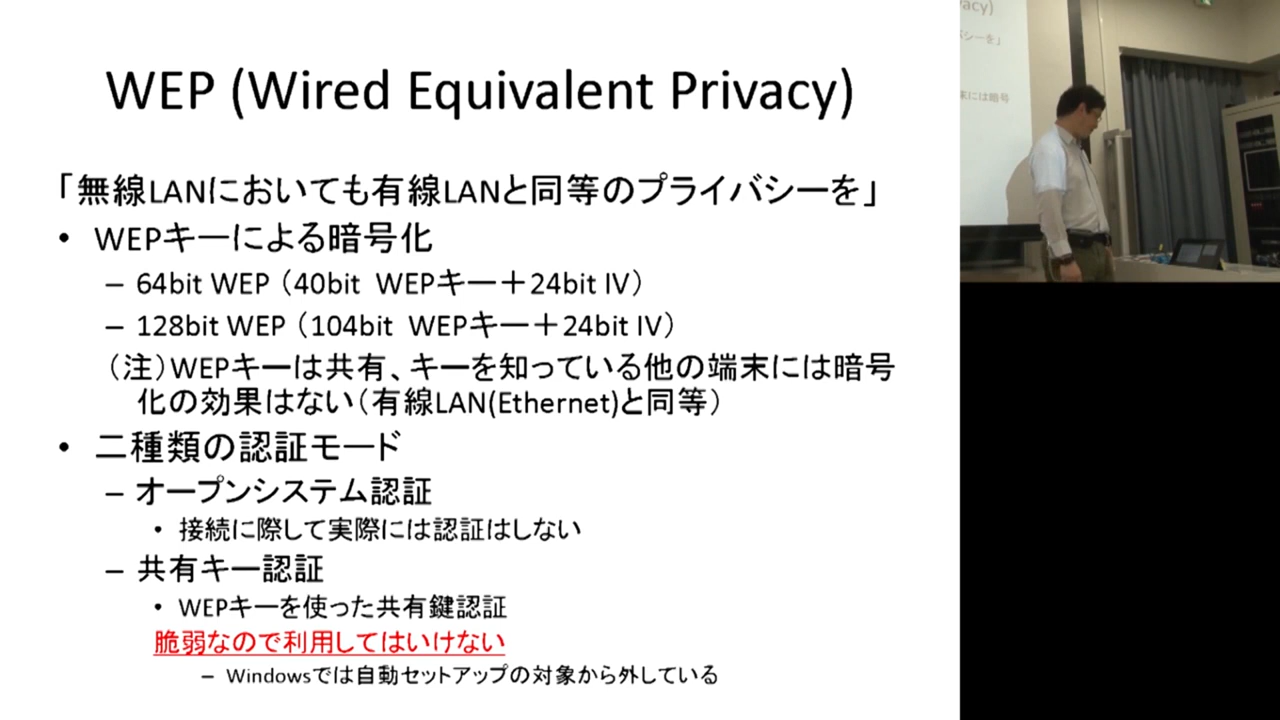 WEP (Wired Equivalent Privacy)
「無線LANにおいても有線LANと同等のプライバシーを」
• WEPキーによる暗号化
– 64bit WEP （40bit WEPキー＋24bit IV）
– 128bit WEP （104bit WEPキー＋24bit IV）
（注）WEPキーは共有、キーを知っている他の端末には暗号
化の効果はない（有線LAN(Ethernet)と同等）
• 二種類の認証モード
– オープンシステム認証
• 接続に際して実際には認証はしない
– 共有キー認証
• WEPキーを使った共有鍵認証
脆弱なので利用してはいけない
– Windowsでは自動セットアップの対象から外している
acy)
シーを」
末には暗号